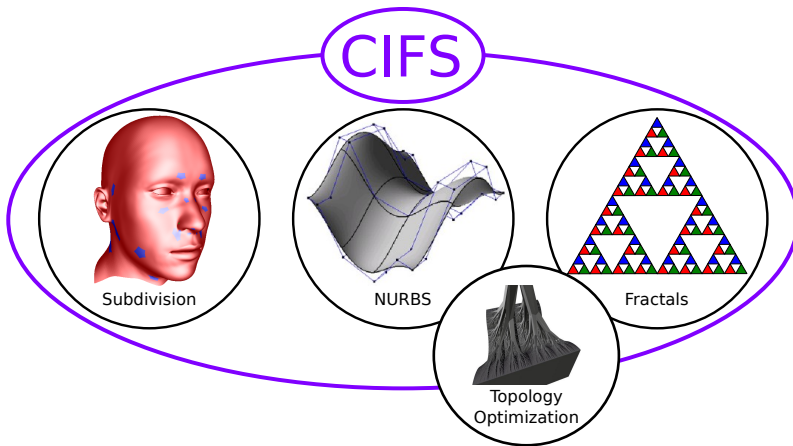 CIFS
Subdivision
NURBS
Fractals
Topology
Optimization